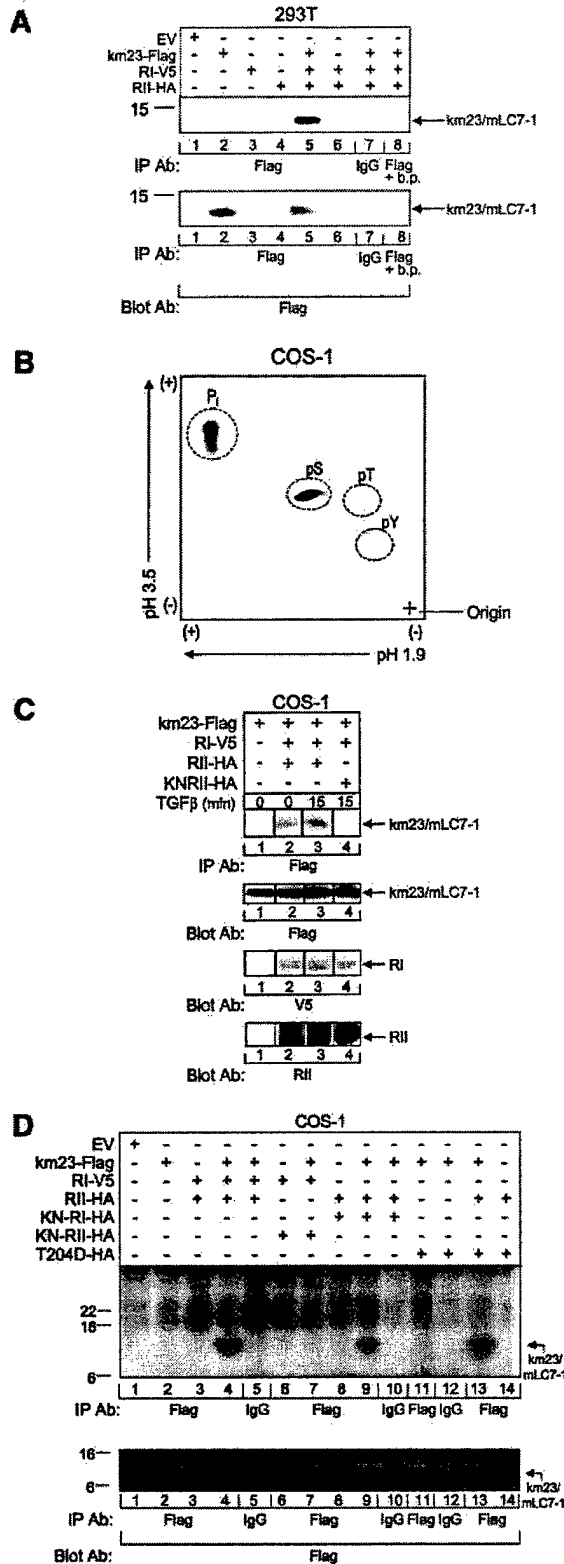 A
293T
EV + - - - - - - -
km23-Flag - + - - + - + +
RI-V5 - - + - + + + +
RII-HA - - - + + + + +
15
km23/mLC7-1
1 2 3 4 5 6 7 8
IP Ab: Flag IgG Flag + b.p.
15
km23/mLC7-1
1 2 3 4 5 6 7 8
IP Ab: Flag IgG Flag + b.p.
Blot Ab: Flag
B
COS-1
(+)
Pi
pS
pT
pY
pH 3.5
(-)
Origin
(+) (-)
pH 1.9
C
COS-1
km23-Flag + + + +
RI-V5 - + + +
RII-HA - + + -
KNRII-HA - - - +
TGFβ (min) 0 0 15 15
km23/mLC7-1
1 2 3 4
IP Ab: Flag
km23/mLC7-1
1 2 3 4
Blot Ab: Flag
RI
1 2 3 4
Blot Ab: V5
RII
1 2 3 4
Blot Ab: RII
D
COS-1
EV + - - - - - - - - - - - - -
km23-Flag - + - + + - + - + + + + + -
RI-V5 - - + + + + + - - - - - - -
RII-HA - - + + + - - + + + - - + +
KN-RI-HA - - - - - - - + + + - - - -
KN-RII-HA - - - - - + + - - - - - - -
T204D-HA - - - - - - - - - - + + + +
22
16
6
km23/
mLC7-1
1 2 3 4 5 6 7 8 9 10 11 12 13 14
IP Ab: Flag IgG Flag IgG Flag IgG Flag
16
6
km23/
mLC7-1
1 2 3 4 5 6 7 8 9 10 11 12 13 14
IP Ab: Flag IgG Flag IgG Flag IgG Flag
Blot Ab: Flag